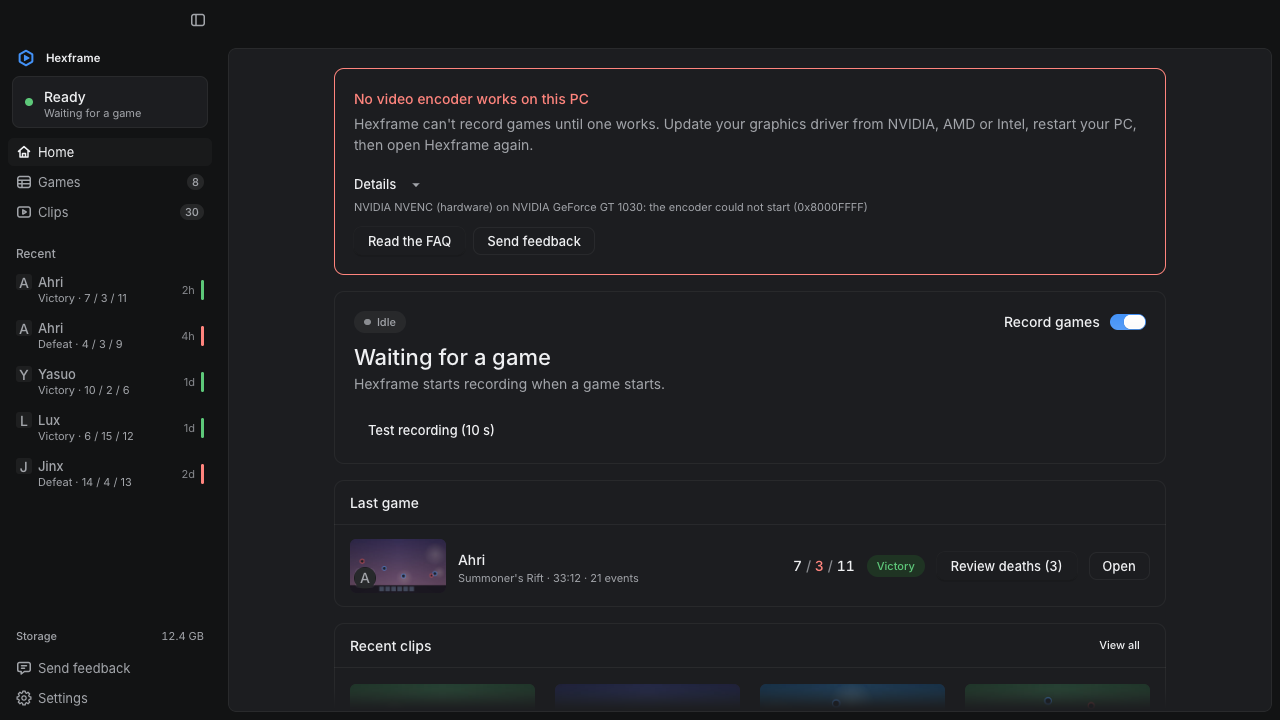 Hexframe
Ready
Waiting for a game
Home
Games 8
Clips 30
Recent
A Ahri 2h
Victory · 7 / 3 / 11
A Ahri 4h
Defeat · 4 / 3 / 9
Y Yasuo 1d
Victory · 10 / 2 / 6
L Lux 1d
Victory · 6 / 15 / 12
J Jinx 2d
Defeat · 14 / 4 / 13
Storage 12.4 GB
Send feedback
Settings
No video encoder works on this PC
Hexframe can't record games until one works. Update your graphics driver from NVIDIA, AMD or Intel, restart your PC,
then open Hexframe again.
Details
NVIDIA NVENC (hardware) on NVIDIA GeForce GT 1030: the encoder could not start (0x8000FFFF)
Read the FAQ Send feedback
Idle Record games
Waiting for a game
Hexframe starts recording when a game starts.
Test recording (10 s)
Last game
A Ahri 7 / 3 / 11 Victory Review deaths (3) Open
Summoner's Rift · 33:12 · 21 events
Recent clips View all